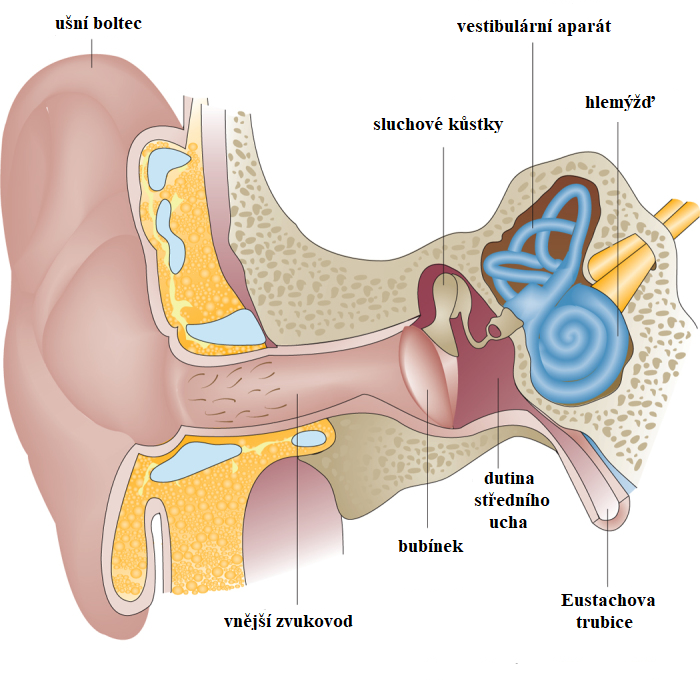 ušní boltec
vestibulární aparát
hlemýžď
sluchové kůstky
dutina
středního
ucha
bubínek
Eustachova
trubice
vnější zvukovod